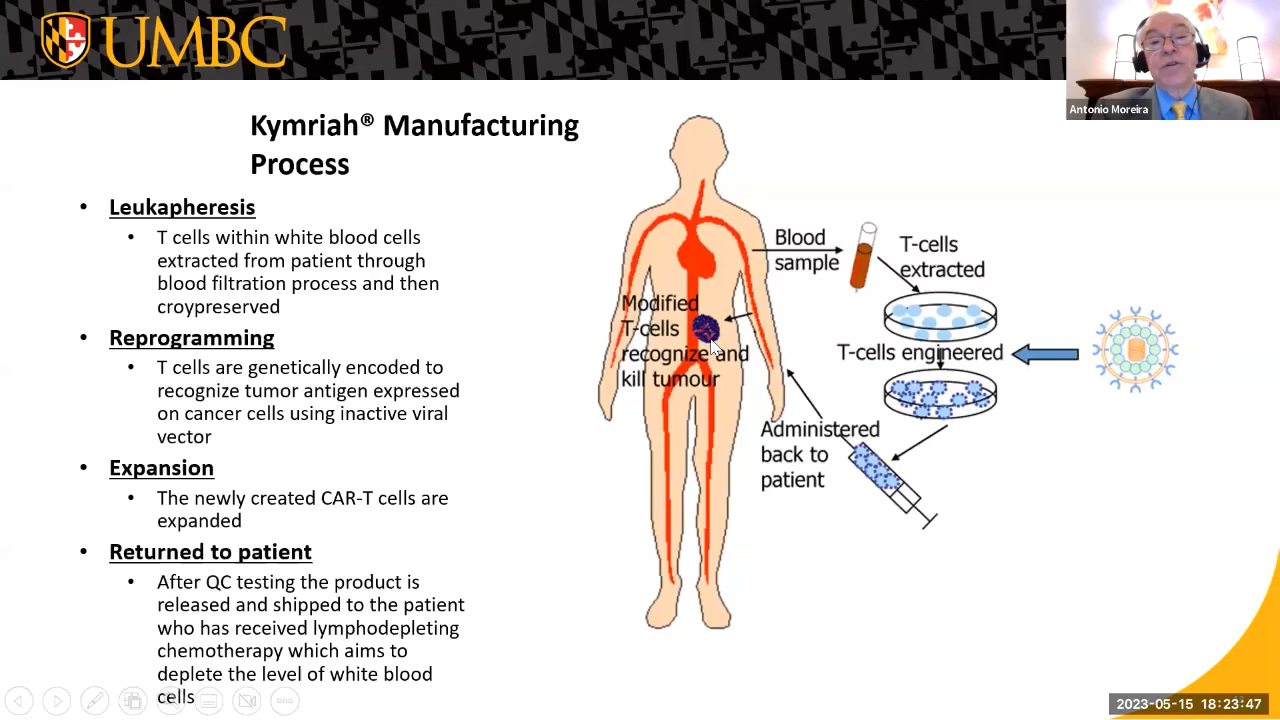 UMBC
Antonio Moreira
Kymriah® Manufacturing
Process
• Leukapheresis
• T cells within white blood cells
extracted from patient through
blood filtration process and then
croypreserved
• Reprogramming
• T cells are genetically encoded to
recognize tumor antigen expressed
on cancer cells using inactive viral
vector
• Expansion
• The newly created CAR-T cells are
expanded
• Returned to patient
• After QC testing the product is
released and shipped to the patient
who has received lymphodepleting
chemotherapy which aims to
deplete the level of white blood
cells
Blood
sample
T-cells
extracted
Modified
T-cells
recognize and
kill tumour
T-cells engineered
Administered
back to
patient
2023-05-15 18:23:47